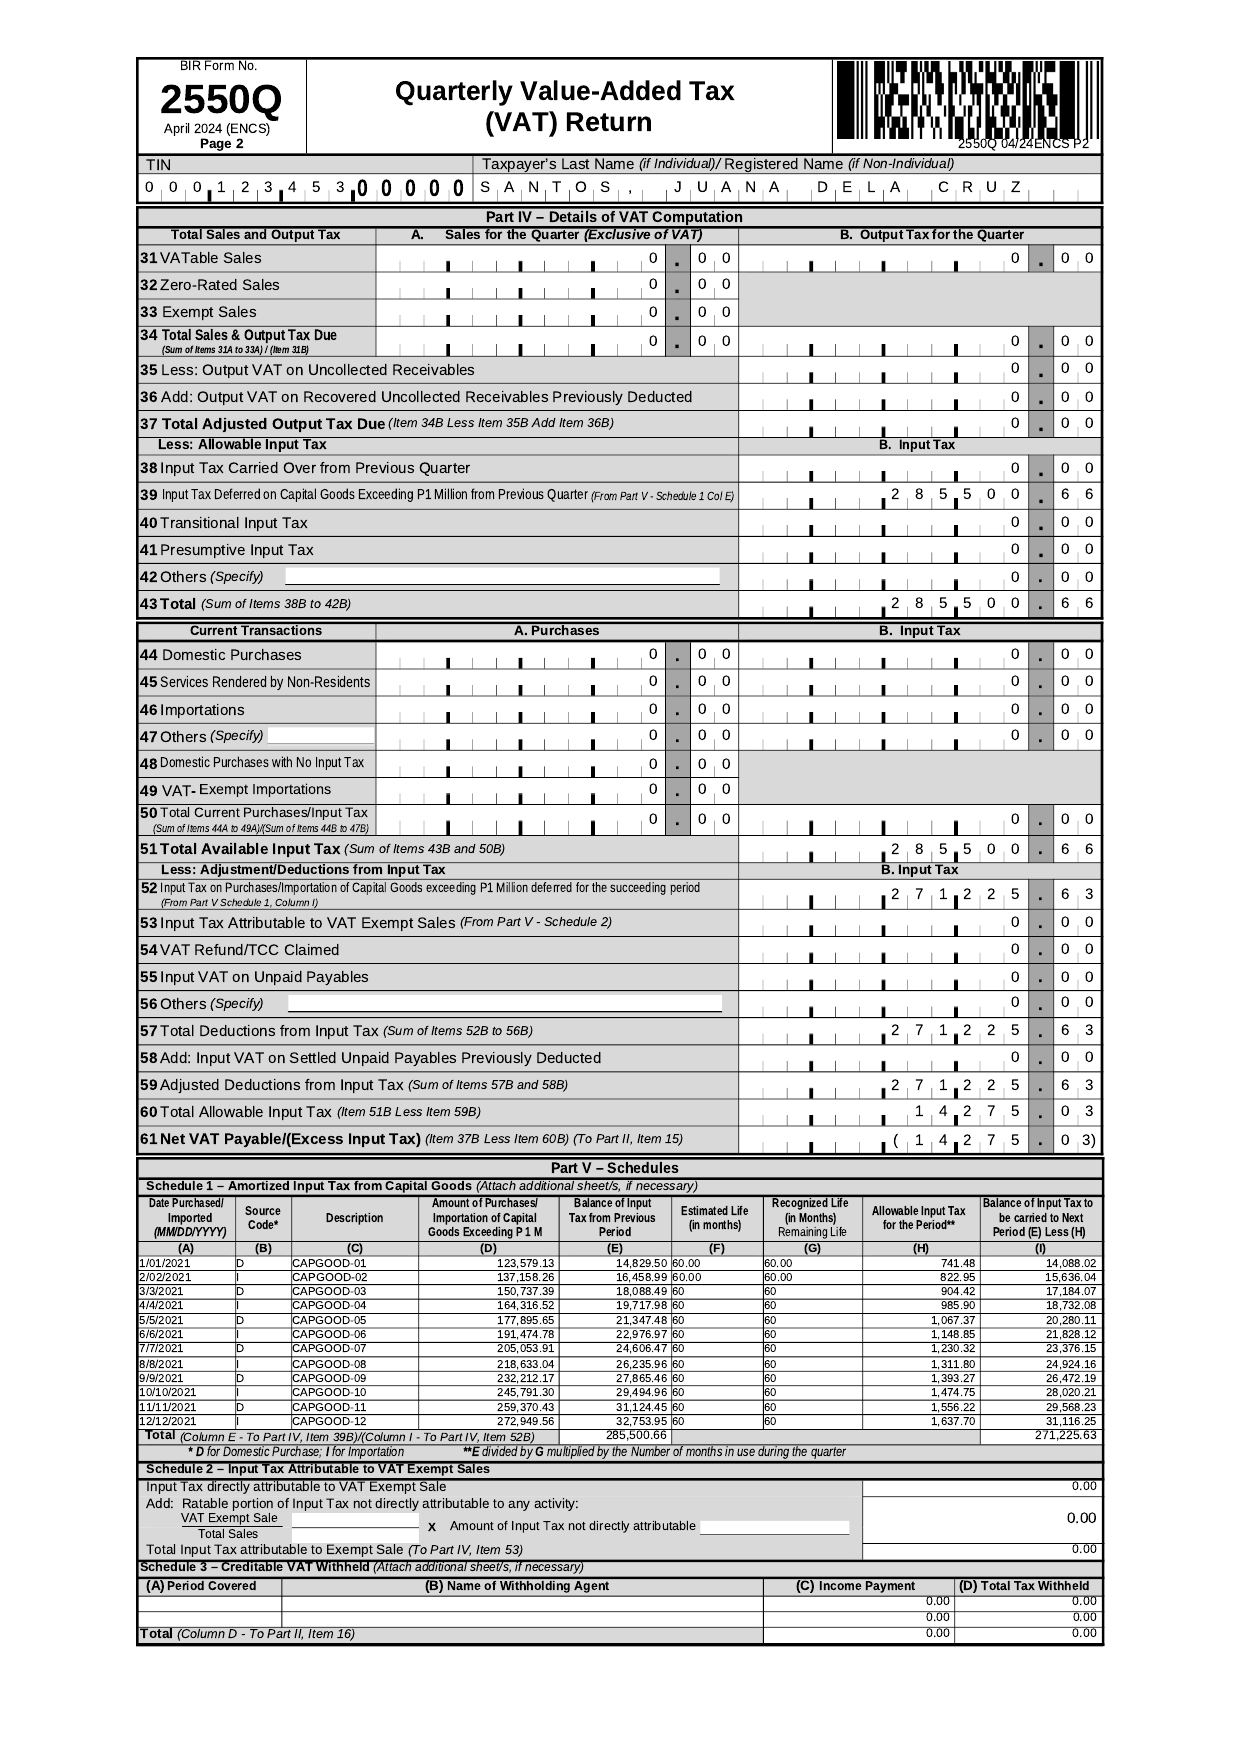 BIR Form No.
2550Q
April 2024 (ENCS)
Page 2
Quarterly Value-Added Tax
(VAT) Return
2550Q 04/24ENCS P2
TIN Taxpayer's Last Name (if Individual)/ Registered Name (if Non-Individual)
0 0 0 1 2 3 4 5 3 0 0 0 0 0 S A N T O S , J U A N A D E L A C R U Z
Part IV – Details of VAT Computation
Total Sales and Output Tax A. Sales for the Quarter (Exclusive of VAT) B. Output Tax for the Quarter
31 VATable Sales 0 . 0 0 0 . 0 0
32 Zero-Rated Sales 0 . 0 0
33 Exempt Sales 0 . 0 0
34 Total Sales & Output Tax Due 0 . 0 0 0 . 0 0
(Sum of Items 31A to 33A) / (Item 31B)
35 Less: Output VAT on Uncollected Receivables 0 . 0 0
36 Add: Output VAT on Recovered Uncollected Receivables Previously Deducted 0 . 0 0
37 Total Adjusted Output Tax Due (Item 34B Less Item 35B Add Item 36B) 0 . 0 0
Less: Allowable Input Tax B. Input Tax
38 Input Tax Carried Over from Previous Quarter 0 . 0 0
39 Input Tax Deferred on Capital Goods Exceeding P1 Million from Previous Quarter (From Part V - Schedule 1 Col E) 2 8 5 5 0 0 . 6 6
40 Transitional Input Tax 0 . 0 0
41 Presumptive Input Tax 0 . 0 0
42 Others (Specify) 0 . 0 0
43 Total (Sum of Items 38B to 42B) 2 8 5 5 0 0 . 6 6
Current Transactions A. Purchases B. Input Tax
44 Domestic Purchases 0 . 0 0 0 . 0 0
45 Services Rendered by Non-Residents 0 . 0 0 0 . 0 0
46 Importations 0 . 0 0 0 . 0 0
47 Others (Specify) 0 . 0 0 0 . 0 0
48 Domestic Purchases with No Input Tax 0 . 0 0
49 VAT- Exempt Importations 0 . 0 0
50 Total Current Purchases/Input Tax 0 . 0 0 0 . 0 0
(Sum of Items 44A to 49A)/(Sum of Items 44B to 47B)
51 Total Available Input Tax (Sum of Items 43B and 50B) 2 8 5 5 0 0 . 6 6
Less: Adjustment/Deductions from Input Tax B. Input Tax
52 Input Tax on Purchases/Importation of Capital Goods exceeding P1 Million deferred for the succeeding period 2 7 1 2 2 5 . 6 3
(From Part V Schedule 1, Column I)
53 Input Tax Attributable to VAT Exempt Sales (From Part V - Schedule 2) 0 . 0 0
54 VAT Refund/TCC Claimed 0 . 0 0
55 Input VAT on Unpaid Payables 0 . 0 0
56 Others (Specify) 0 . 0 0
57 Total Deductions from Input Tax (Sum of Items 52B to 56B) 2 7 1 2 2 5 . 6 3
58 Add: Input VAT on Settled Unpaid Payables Previously Deducted 0 . 0 0
59 Adjusted Deductions from Input Tax (Sum of Items 57B and 58B) 2 7 1 2 2 5 . 6 3
60 Total Allowable Input Tax (Item 51B Less Item 59B) 1 4 2 7 5 . 0 3
61 Net VAT Payable/(Excess Input Tax) (Item 37B Less Item 60B) (To Part II, Item 15) ( 1 4 2 7 5 . 0 3)
Part V – Schedules
Schedule 1 – Amortized Input Tax from Capital Goods (Attach additional sheet/s, if necessary)
Date Purchased/ Imported (MM/DD/YYYY) Source Code* Description Amount of Purchases/ Importation of Capital Goods Exceeding P 1 M Balance of Input Tax from Previous Period Estimated Life (in months) Recognized Life (in Months) Remaining Life Allowable Input Tax for the Period** Balance of Input Tax to be carried to Next Period (E) Less (H)
(A) (B) (C) (D) (E) (F) (G) (H) (I)
1/01/2021 D CAPGOOD-01 123,579.13 14,829.50 60.00 60.00 741.48 14,088.02
2/02/2021 I CAPGOOD-02 137,158.26 16,458.99 60.00 60.00 822.95 15,636.04
3/3/2021 D CAPGOOD-03 150,737.39 18,088.49 60 60 904.42 17,184.07
4/4/2021 I CAPGOOD-04 164,316.52 19,717.98 60 60 985.90 18,732.08
5/5/2021 D CAPGOOD-05 177,895.65 21,347.48 60 60 1,067.37 20,280.11
6/6/2021 I CAPGOOD-06 191,474.78 22,976.97 60 60 1,148.85 21,828.12
7/7/2021 D CAPGOOD-07 205,053.91 24,606.47 60 60 1,230.32 23,376.15
8/8/2021 I CAPGOOD-08 218,633.04 26,235.96 60 60 1,311.80 24,924.16
9/9/2021 D CAPGOOD-09 232,212.17 27,865.46 60 60 1,393.27 26,472.19
10/10/2021 I CAPGOOD-10 245,791.30 29,494.96 60 60 1,474.75 28,020.21
11/11/2021 D CAPGOOD-11 259,370.43 31,124.45 60 60 1,556.22 29,568.23
12/12/2021 I CAPGOOD-12 272,949.56 32,753.95 60 60 1,637.70 31,116.25
Total (Column E - To Part IV, Item 39B)/(Column I - To Part IV, Item 52B) 285,500.66 271,225.63
* D for Domestic Purchase; I for Importation **E divided by G multiplied by the Number of months in use during the quarter
Schedule 2 – Input Tax Attributable to VAT Exempt Sales
Input Tax directly attributable to VAT Exempt Sale 0.00
Add: Ratable portion of Input Tax not directly attributable to any activity:
VAT Exempt Sale X Amount of Input Tax not directly attributable 0.00
Total Sales
Total Input Tax attributable to Exempt Sale (To Part IV, Item 53) 0.00
Schedule 3 – Creditable VAT Withheld (Attach additional sheet/s, if necessary)
(A) Period Covered (B) Name of Withholding Agent (C) Income Payment (D) Total Tax Withheld
0.00 0.00
0.00 0.00
Total (Column D - To Part II, Item 16) 0.00 0.00